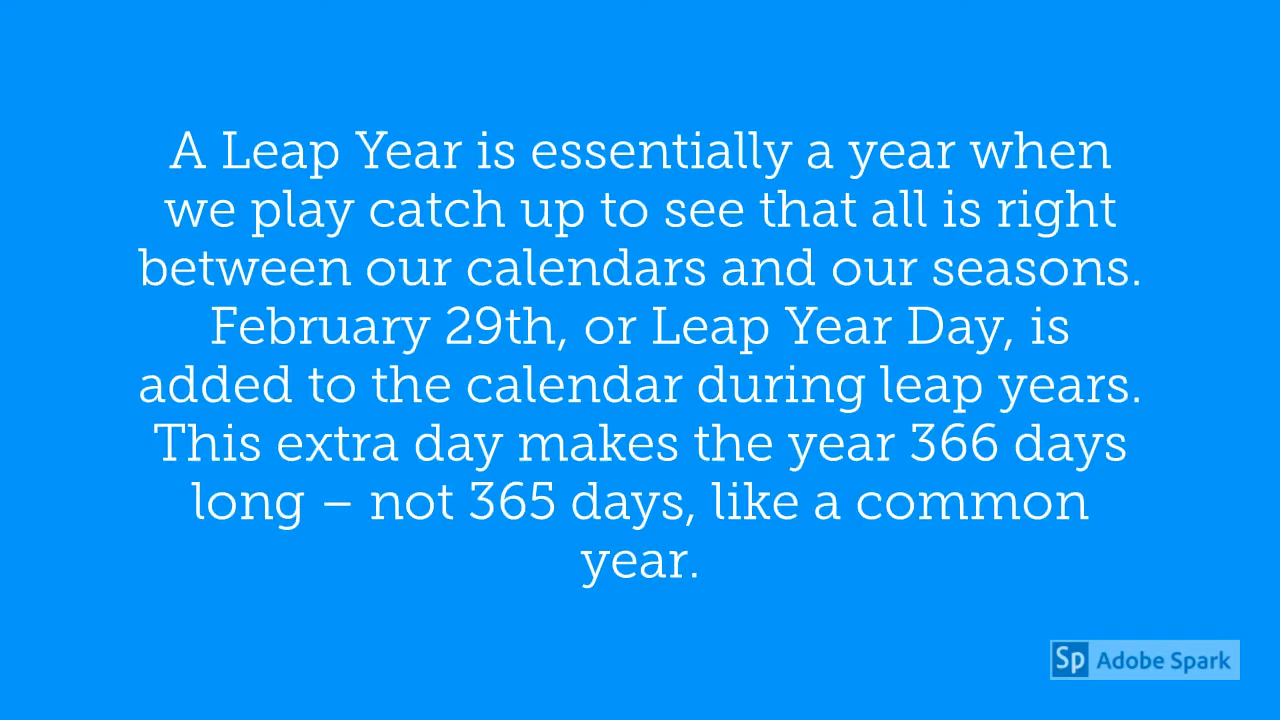 A Leap Year is essentially a year when
we play catch up to see that all is right
between our calendars and our seasons.
February 29th, or Leap Year Day, is
added to the calendar during leap years.
This extra day makes the year 366 days
long – not 365 days, like a common
year.
Sp Adobe Spark